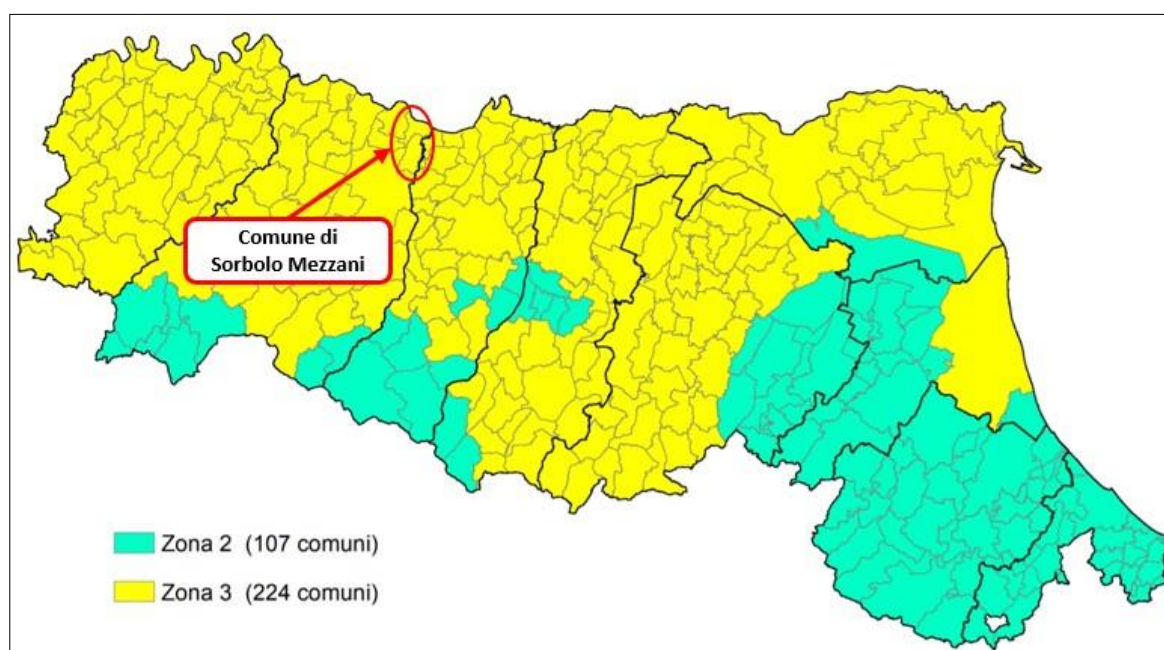 Comune di
Sorbolo Mezzani
Zona 2 (107 comuni)
Zona 3 (224 comuni)